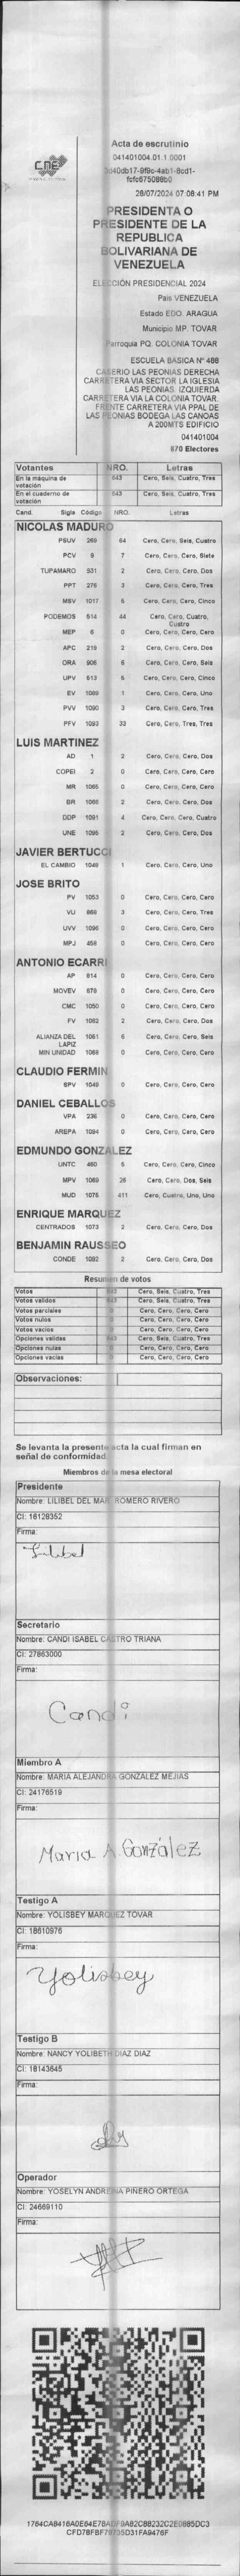 CNE
Acta de escrutinio
041401004.01.1.0001
28/07/2024 07:08:41 PM
PRESIDENTA O
PRESIDENTE DE LA
REPUBLICA
BOLIVARIANA DE
VENEZUELA
ELECCIÓN PRESIDENCIAL 2024
Pais VENEZUELA
Estado EDO. ARAGUA
Municipio MP. TOVAR
Parroquia PQ. COLONIA TOVAR
ESCUELA BASICA Nº 488
CASERIO LAS PEONIAS DERECHA
CARRETERA VIA SECTOR LA IGLESIA
LAS PEONIAS. IZQUIERDA
CARRETERA VIA LA COLONIA TOVAR.
FRENTE CARRETERA VIA PPAL DE
LAS PEONIAS BODEGA LAS CANOAS
A 200MTS EDIFICIO
041401004
870 Electores
Votantes NRO. Letras
En la máquina de votación 643 Cero, Seis, Cuatro, Tres
En el cuaderno de votación 643 Cero, Seis, Cuatro, Tres
Cand. Sigla Código NRO. Letras
NICOLAS MADURO
PSUV 269 64 Cero, Cero, Seis, Cuatro
PCV 9 7 Cero, Cero, Cero, Siete
TUPAMARO 531 2 Cero, Cero, Cero, Dos
PPT 276 3 Cero, Cero, Cero, Tres
MSV 1017 5 Cero, Cero, Cero, Cinco
PODEMOS 514 44 Cero, Cero, Cuatro, Cuatro
MEP 6 0 Cero, Cero, Cero, Cero
APC 219 2 Cero, Cero, Cero, Dos
ORA 906 6 Cero, Cero, Cero, Seis
UPV 613 5 Cero, Cero, Cero, Cinco
EV 1089 1 Cero, Cero, Cero, Uno
PVV 1090 3 Cero, Cero, Cero, Tres
PFV 1093 33 Cero, Cero, Tres, Tres
LUIS MARTINEZ
AD 1 2 Cero, Cero, Cero, Dos
COPEI 2 0 Cero, Cero, Cero, Cero
MR 1065 0 Cero, Cero, Cero, Cero
BR 1066 2 Cero, Cero, Cero, Dos
DDP 1091 4 Cero, Cero, Cero, Cuatro
UNE 1095 2 Cero, Cero, Cero, Dos
JAVIER BERTUCCI
EL CAMBIO 1046 1 Cero, Cero, Cero, Uno
JOSE BRITO
PV 1053 0 Cero, Cero, Cero, Cero
VU 868 3 Cero, Cero, Cero, Tres
UVV 1096 0 Cero, Cero, Cero, Cero
MPJ 458 0 Cero, Cero, Cero, Cero
ANTONIO ECARRI
AP 814 0 Cero, Cero, Cero, Cero
MOVEV 679 0 Cero, Cero, Cero, Cero
CMC 1050 0 Cero, Cero, Cero, Cero
FV 1062 2 Cero, Cero, Cero, Dos
ALIANZA DEL LAPIZ 1051 6 Cero, Cero, Cero, Seis
MIN UNIDAD 1068 0 Cero, Cero, Cero, Cero
CLAUDIO FERMIN
SPV 1049 0 Cero, Cero, Cero, Cero
DANIEL CEBALLOS
VPA 236 0 Cero, Cero, Cero, Cero
AREPA 1094 0 Cero, Cero, Cero, Cero
EDMUNDO GONZALEZ
UNTC 460 5 Cero, Cero, Cero, Cinco
MPV 1069 26 Cero, Cero, Dos, Seis
MUD 1075 411 Cero, Cuatro, Uno, Uno
ENRIQUE MARQUEZ
CENTRADOS 1073 2 Cero, Cero, Cero, Dos
BENJAMIN RAUSSEO
CONDE 1092 2 Cero, Cero, Cero, Dos
Resumen de votos
Votos 643 Cero, Seis, Cuatro, Tres
Votos validos 643 Cero, Seis, Cuatro, Tres
Votos parciales 0 Cero, Cero, Cero, Cero
Votos nulos 0 Cero, Cero, Cero, Cero
Votos vacios 0 Cero, Cero, Cero, Cero
Opciones validas 643 Cero, Seis, Cuatro, Tres
Opciones nulas 0 Cero, Cero, Cero, Cero
Opciones vacias 0 Cero, Cero, Cero, Cero
Observaciones:
Se levanta la presente acta la cual firman en
señal de conformidad.
Miembros de la mesa electoral
Presidente
Nombre: LILIBEL DEL MAR ROMERO RIVERO
CI: 16128352
Firma:
Lilibel
Secretario
Nombre: CANDI ISABEL CASTRO TRIANA
CI: 27863000
Firma:
Candi
Miembro A
Nombre: MARIA ALEJANDRA GONZALEZ MEJIAS
CI: 24176519
Firma:
Maria A González
Testigo A
Nombre: YOLISBEY MARQUEZ TOVAR
CI: 18610976
Firma:
Yolisbey
Testigo B
Nombre: NANCY YOLIBETH DIAZ DIAZ
CI: 18143645
Firma:
Operador
Nombre: YOSELYN ANDREINA PIÑERO ORTEGA
CI: 24669110
Firma: